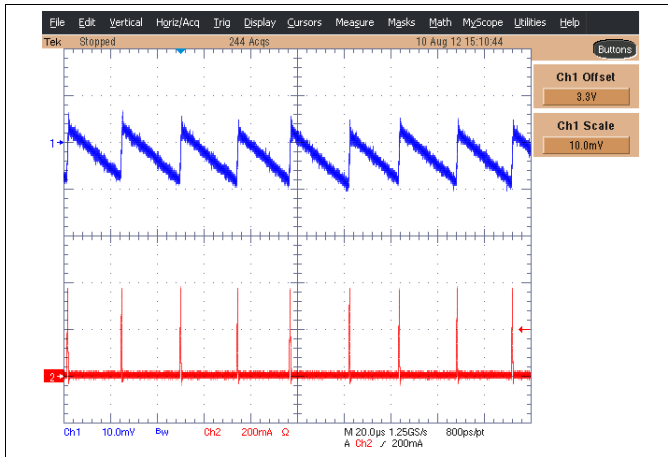 File Edit Vertical Horiz/Acq Trig Display Cursors Measure Masks Math MyScope Utilities Help
Tek Stopped 244 Acqs 10 Aug 12 15:10:44 Buttons
Ch1 Offset
3.3V
Ch1 Scale
10.0mV
1
2
Ch1 10.0mV BW Ch2 200mA Ω M 20.0µs 1.25GS/s 800ps/pt
A Ch2 / 200mA